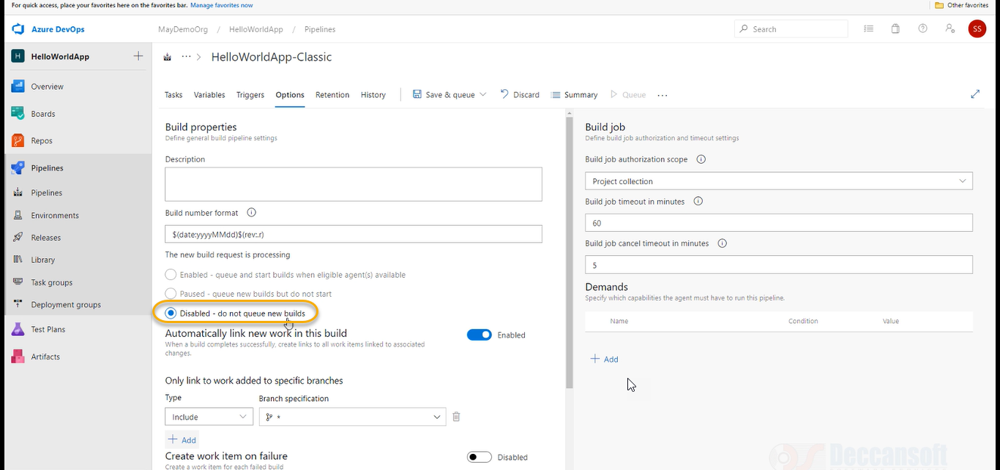 For quick access, place your favorites here on the favorites bar. Manage favorites now
Other favorites
Azure DevOps
MayDemoOrg / HelloWorldApp / Pipelines
Search
SS
H HelloWorldApp
··· > HelloWorldApp-Classic
Overview
Boards
Repos
Pipelines
Pipelines
Environments
Releases
Library
Task groups
Deployment groups
Test Plans
Artifacts
Tasks Variables Triggers Options Retention History Save & queue Discard Summary Queue ···
Build properties
Define general build pipeline settings
Description
Build number format
$(date:yyyyMMdd)$(rev:.r)
The new build request is processing
Enabled - queue and start builds when eligible agent(s) available
Paused - queue new builds but do not start
Disabled - do not queue new builds
Automatically link new work in this build
Enabled
When a build completes successfully, create links to all work items linked to associated
changes.
Only link to work added to specific branches
Type Branch specification
Include *
+ Add
Create work item on failure
Disabled
Create a work item for each failed build
Build job
Define build job authorization and timeout settings
Build job authorization scope
Project collection
Build job timeout in minutes
60
Build job cancel timeout in minutes
5
Demands
Specify which capabilities the agent must have to run this pipeline.
Name Condition Value
+ Add
Deccansoft